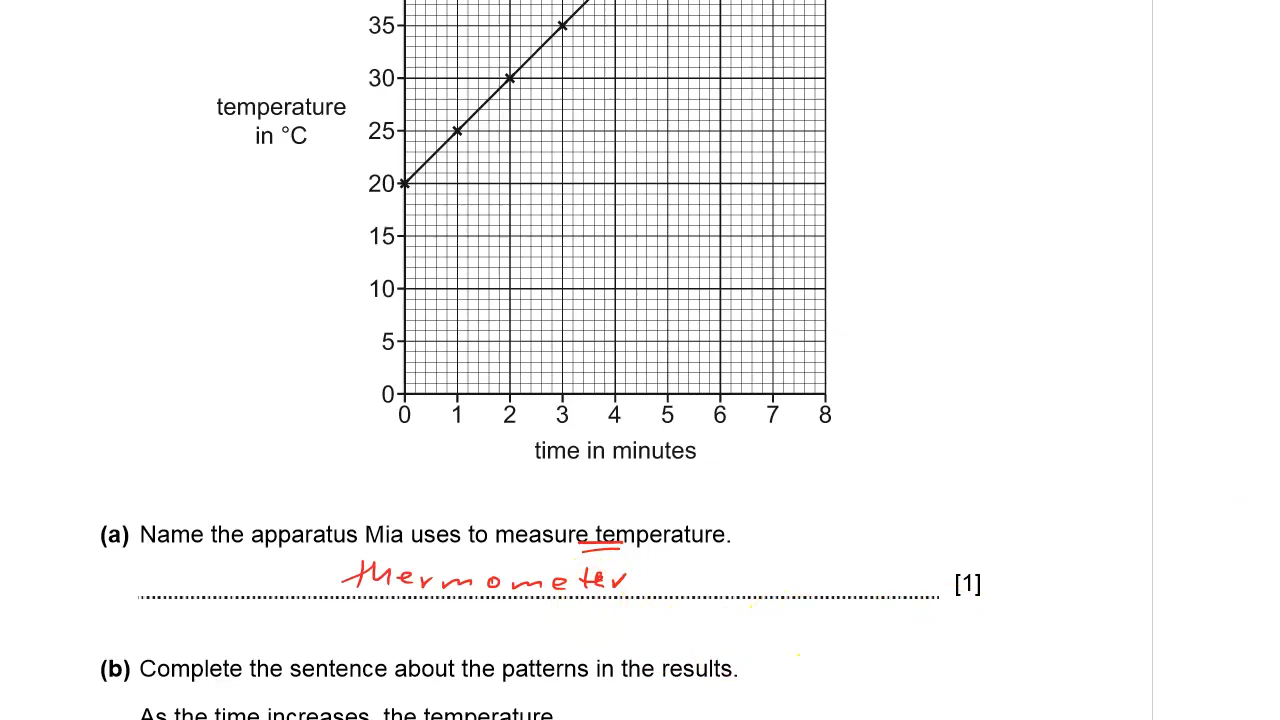 35
30
temperature
in °C
25
20
15
10
5
0
0 1 2 3 4 5 6 7 8
time in minutes
(a) Name the apparatus Mia uses to measure temperature.
thermometer
[1]
(b) Complete the sentence about the patterns in the results.
As the time increases, the temperature